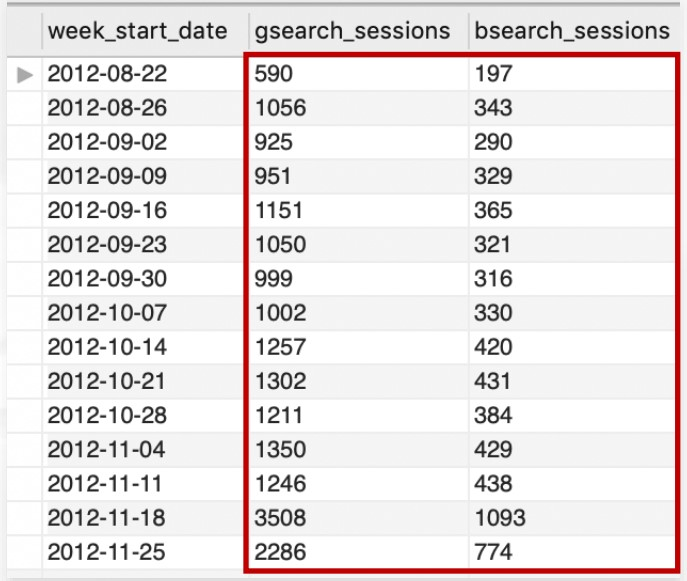 week_start_date gsearch_sessions bsearch_sessions
2012-08-22 590 197
2012-08-26 1056 343
2012-09-02 925 290
2012-09-09 951 329
2012-09-16 1151 365
2012-09-23 1050 321
2012-09-30 999 316
2012-10-07 1002 330
2012-10-14 1257 420
2012-10-21 1302 431
2012-10-28 1211 384
2012-11-04 1350 429
2012-11-11 1246 438
2012-11-18 3508 1093
2012-11-25 2286 774